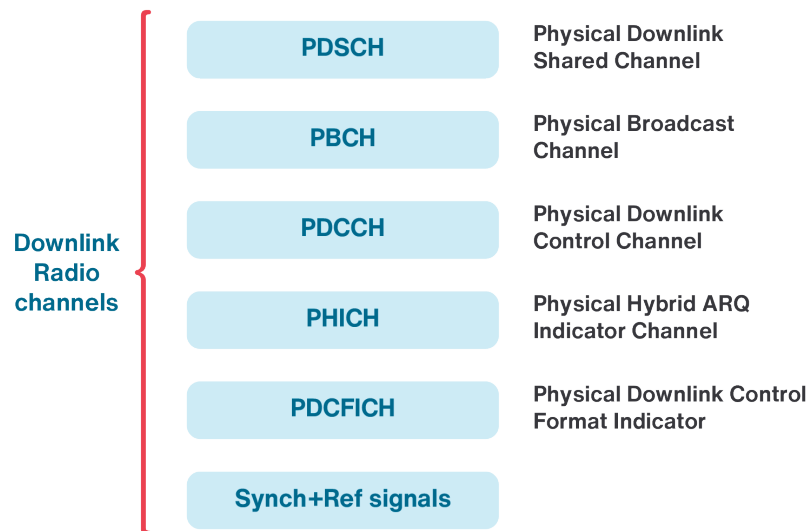 Downlink
Radio
channels
PDSCH
Physical Downlink
Shared Channel
PBCH
Physical Broadcast
Channel
PDCCH
Physical Downlink
Control Channel
PHICH
Physical Hybrid ARQ
Indicator Channel
PDCFICH
Physical Downlink Control
Format Indicator
Synch+Ref signals